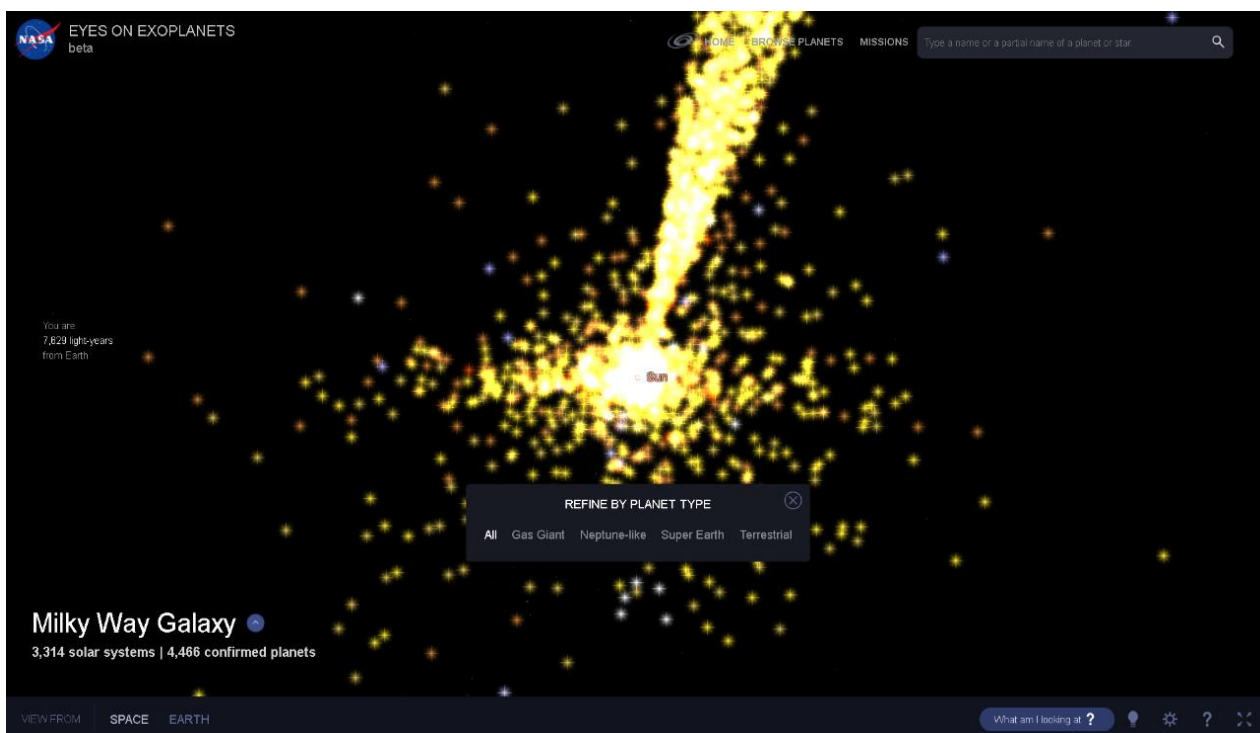 NASA
EYES ON EXOPLANETS
beta
HOME BROWSE PLANETS MISSIONS Type a name or a partial name of a planet or star.
You are
7,629 light-years
from Earth
Sun
REFINE BY PLANET TYPE
All Gas Giant Neptune-like Super Earth Terrestrial
Milky Way Galaxy
3,314 solar systems | 4,466 confirmed planets
VIEW FROM SPACE EARTH What am I looking at ? ?